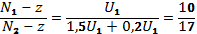 (N₁ − z)/(N₂ − z) = U₁/(1,5U₁ + 0,2U₁) = 10/17